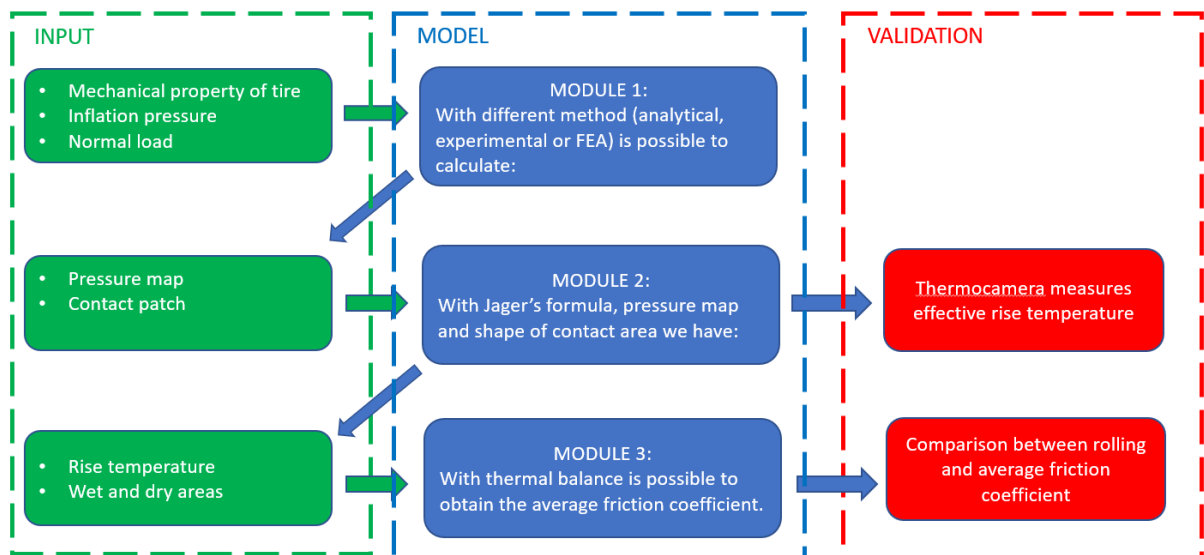 INPUT
MODEL
VALIDATION
• Mechanical property of tire
• Inflation pressure
• Normal load
MODULE 1:
With different method (analytical,
experimental or FEA) is possible to
calculate:
• Pressure map
• Contact patch
MODULE 2:
With Jager’s formula, pressure map
and shape of contact area we have:
Thermocamera measures
effective rise temperature
• Rise temperature
• Wet and dry areas
MODULE 3:
With thermal balance is possible to
obtain the average friction coefficient.
Comparison between rolling
and average friction
coefficient